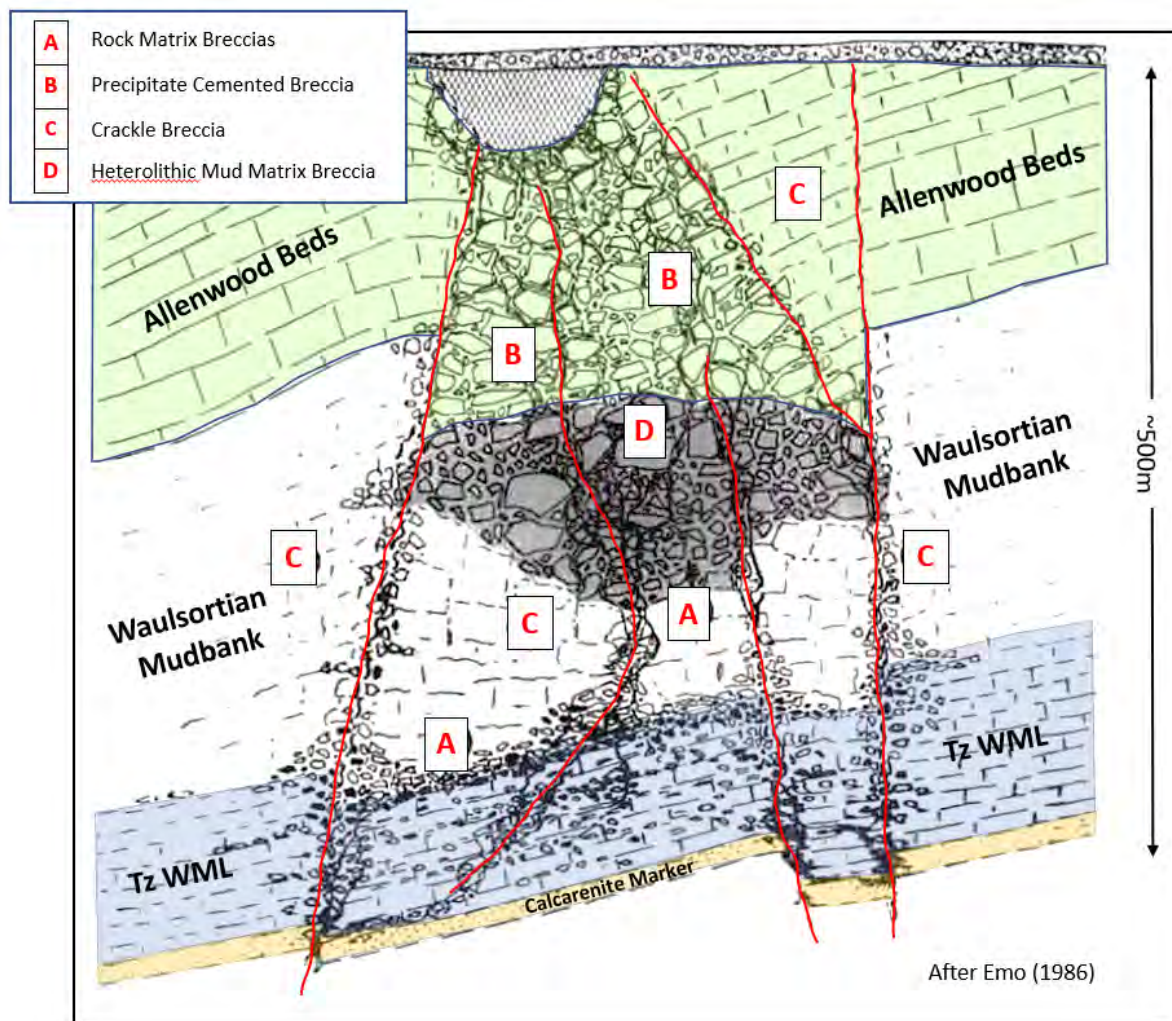 A Rock Matrix Breccias
B Precipitate Cemented Breccia
C Crackle Breccia
D Heterolithic Mud Matrix Breccia
C
Allenwood Beds
Allenwood Beds
B
B
D
Waulsortian
Mudbank
~500m
C
C
Waulsortian
Mudbank
C
A
A
Tz WML
Tz WML
Calcarenite Marker
After Emo (1986)